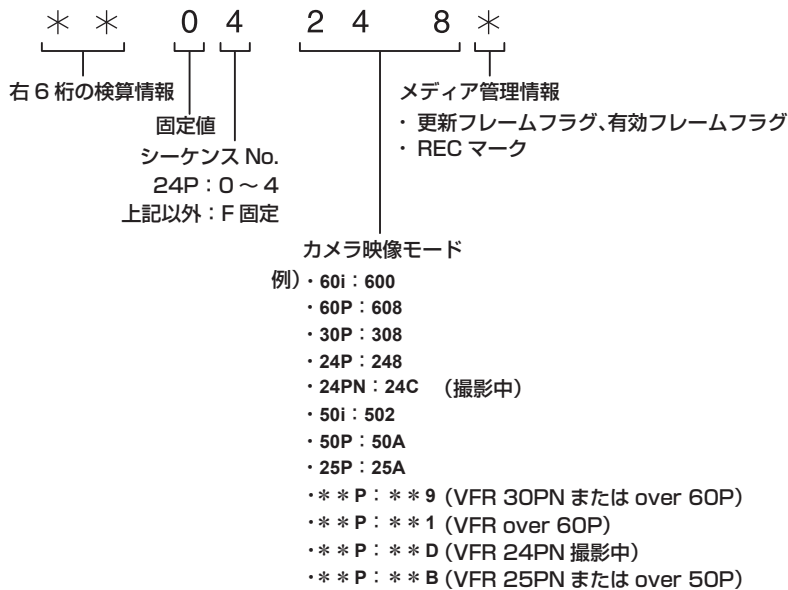 ＊ ＊ 0 4 2 4 8 ＊
右 6 桁の検算情報
メディア管理情報
固定値
・ 更新フレームフラグ、有効フレームフラグ
シーケンス No.
・ REC マーク
24P：0 ～ 4
上記以外：F 固定
カメラ映像モード
例）・60i：600
・60P：608
・30P：308
・24P：248
・24PN：24C （撮影中）
・50i：502
・50P：50A
・25P：25A
・＊＊P：＊＊9 (VFR 30PN または over 60P)
・＊＊P：＊＊1 (VFR over 60P)
・＊＊P：＊＊D (VFR 24PN 撮影中)
・＊＊P：＊＊B (VFR 25PN または over 50P)